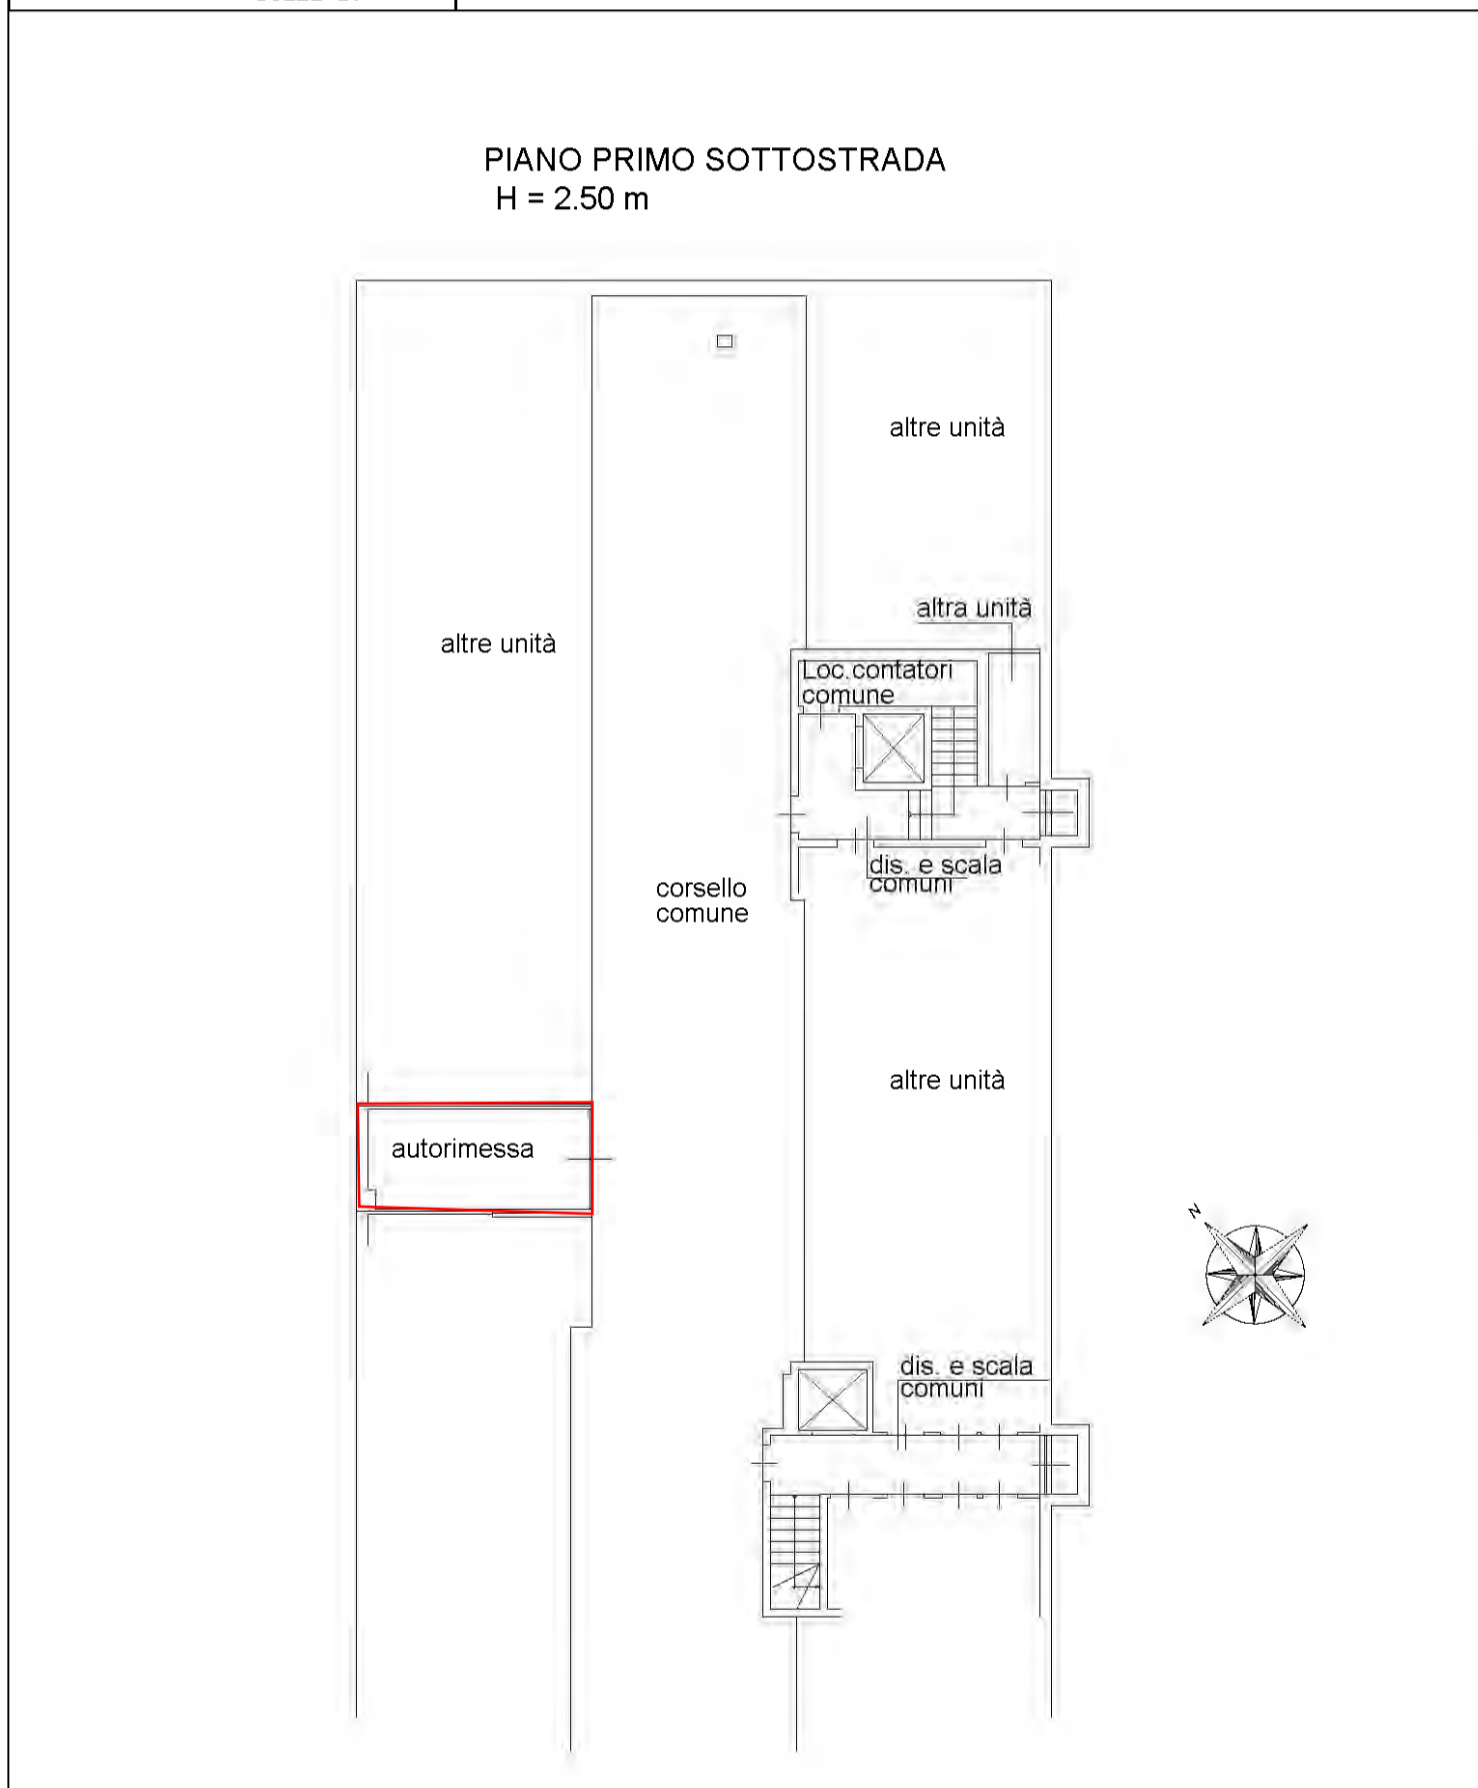 PIANO PRIMO SOTTOSTRADA
H = 2.50 m
altre unità
altra unità
altre unità
Loc.contatori
comune
dis. e scala
comuni
corsello
comune
altre unità
autorimessa
N
dis. e scala
comuni